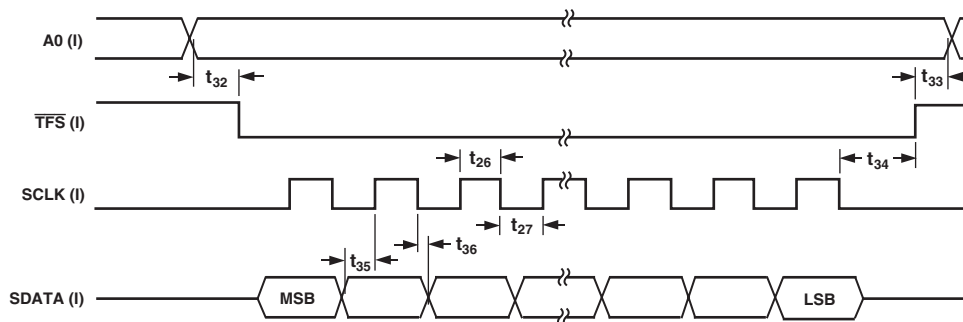 A0 (I)
t32
t33
TFS (I)
t34
t26
SCLK (I)
t27
t36
t35
SDATA (I)
MSB
LSB